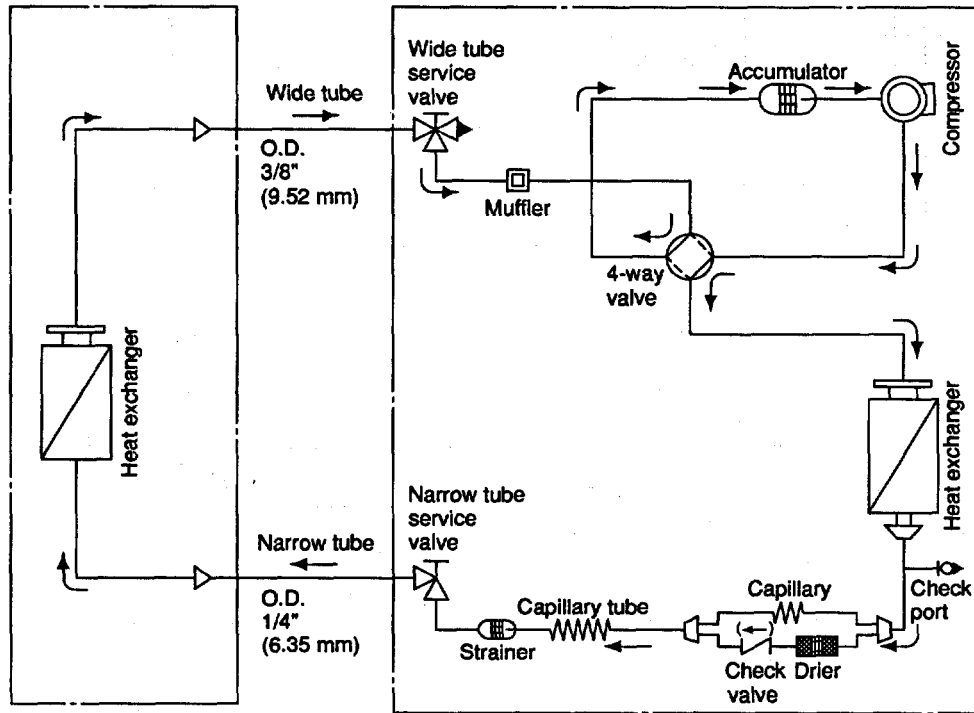 Wide tube
O.D.
3/8"
(9.52 mm)
Wide tube
service
valve
Muffler
Accumulator
Compressor
4-way
valve
Heat exchanger
Heat exchanger
Narrow tube
O.D.
1/4"
(6.35 mm)
Narrow tube
service
valve
Strainer
Capillary tube
Capillary
Check
valve
Drier
Check
port